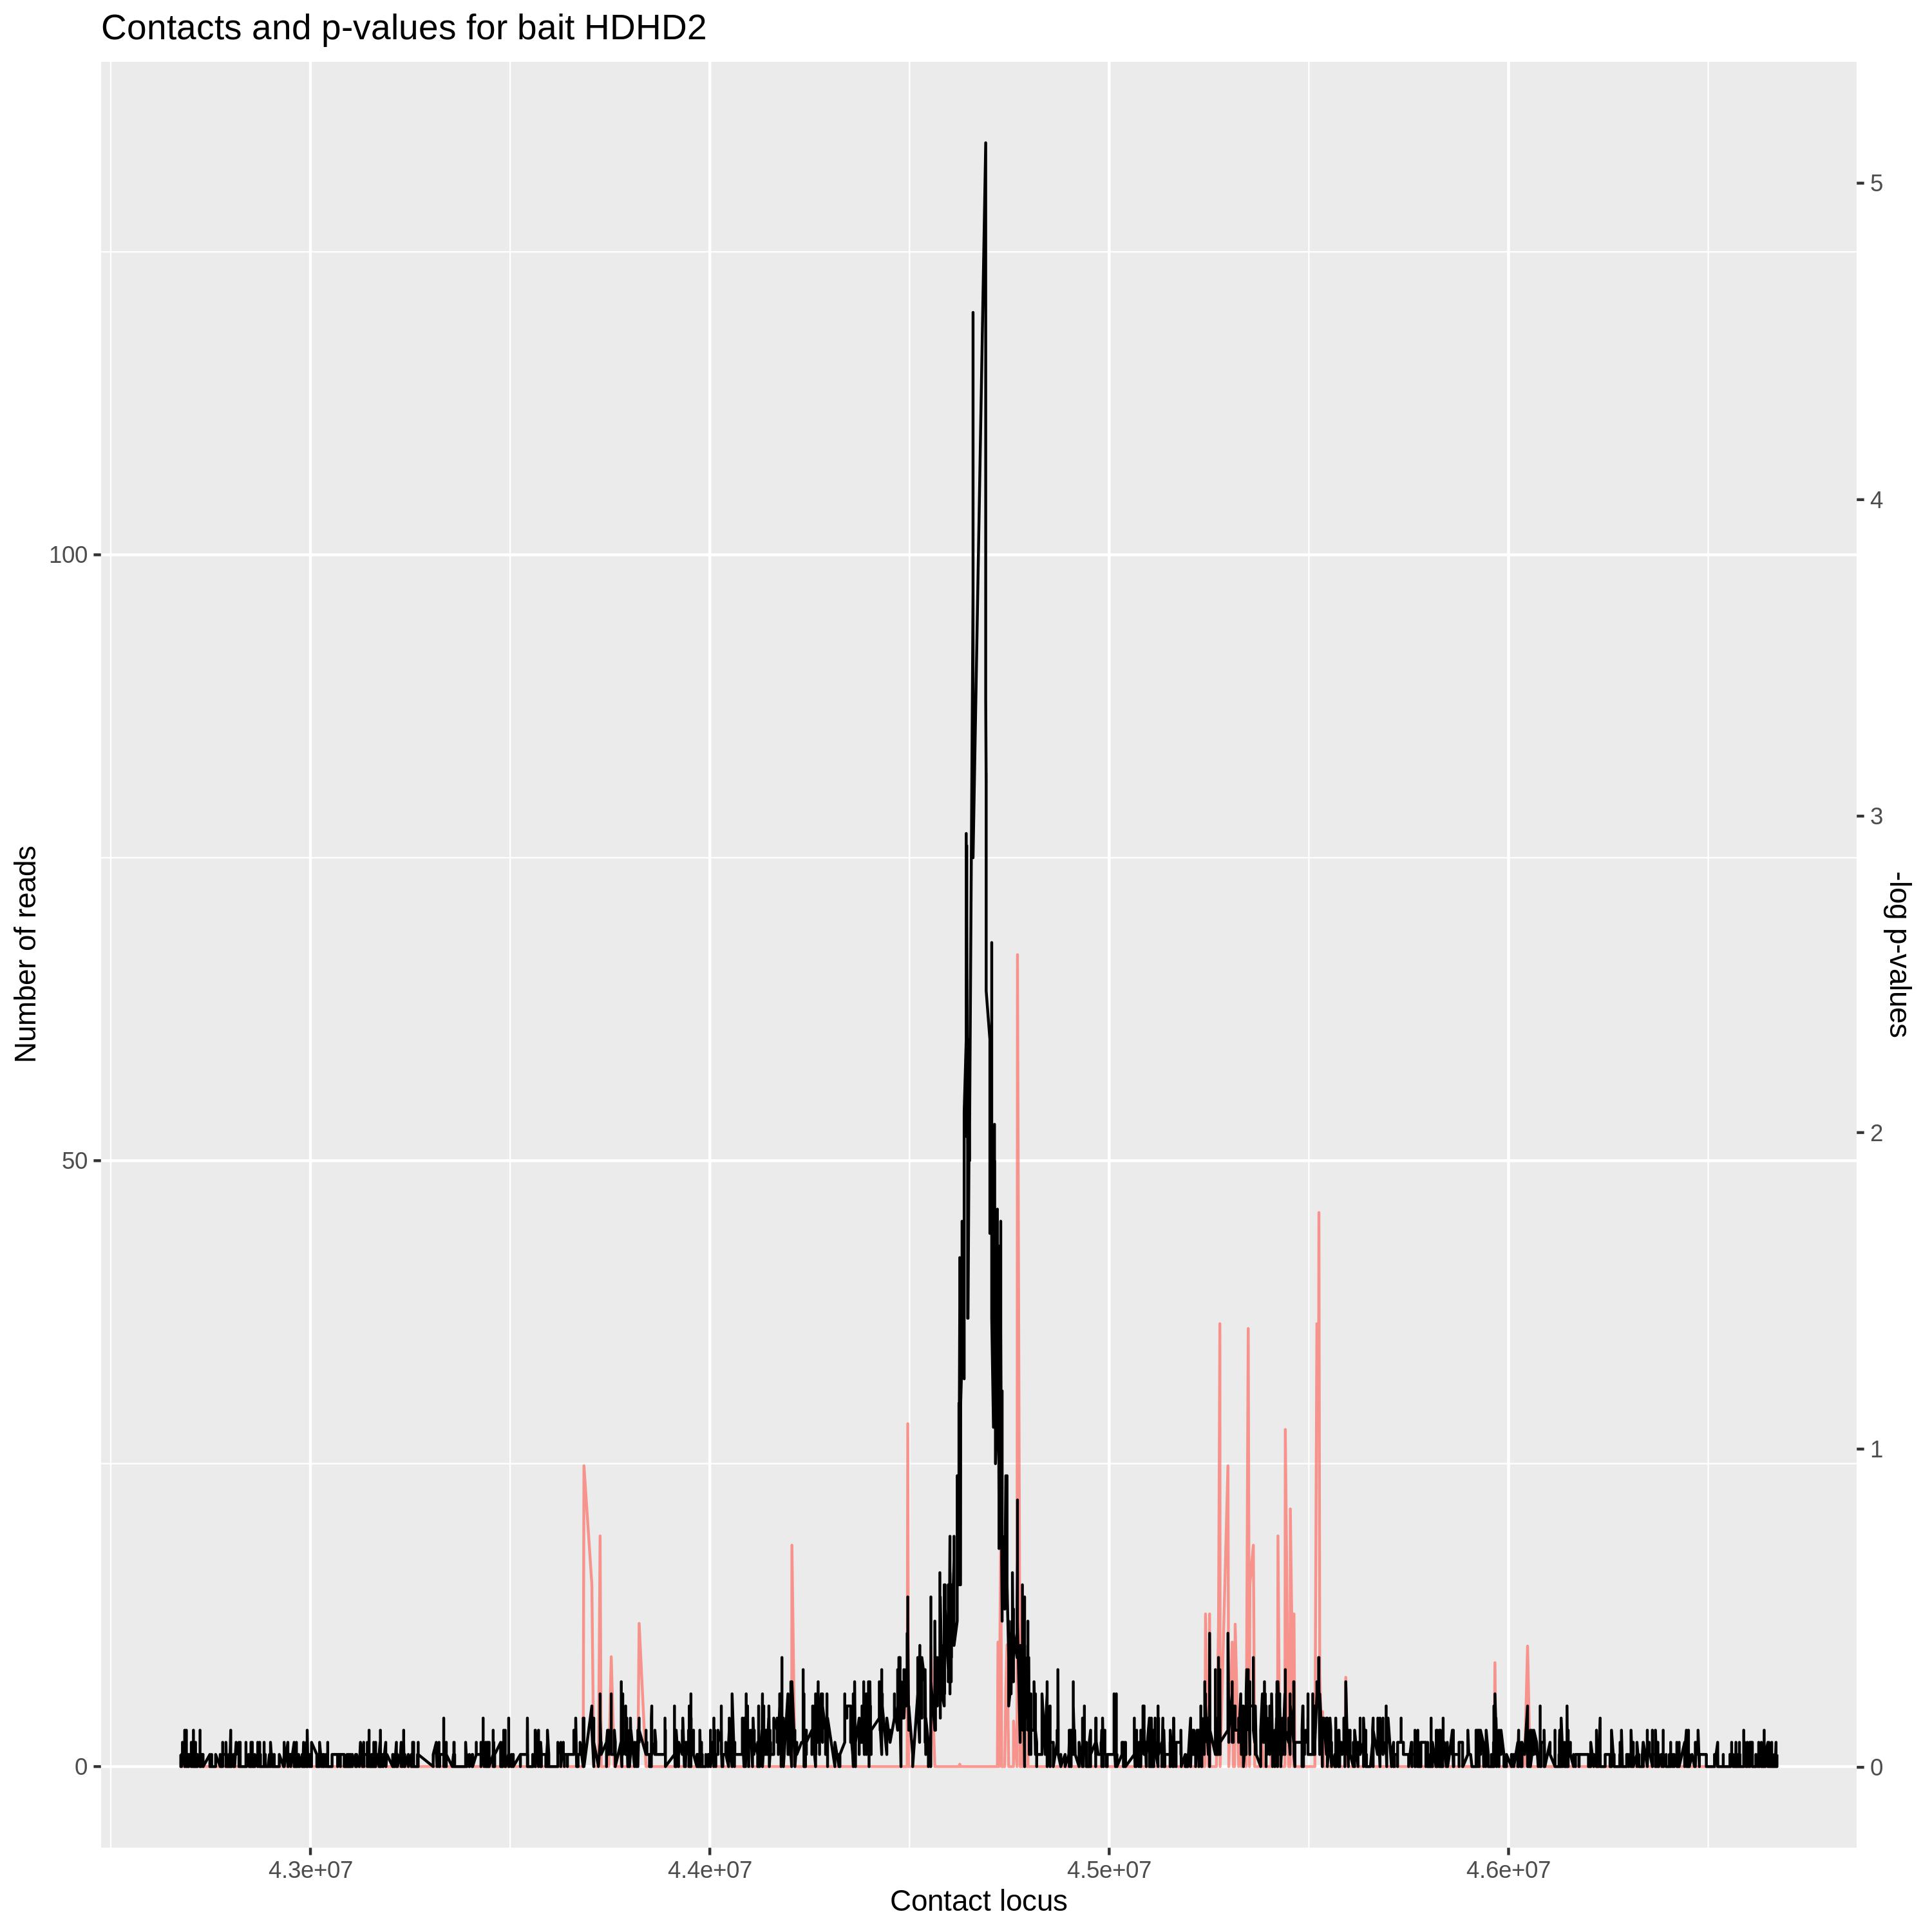 Contacts and p-values for bait HDHD2
Number of reads
100
50
0
5
4
3
2
1
0
-log p-values
4.3e+07
4.4e+07
4.5e+07
4.6e+07
Contact locus